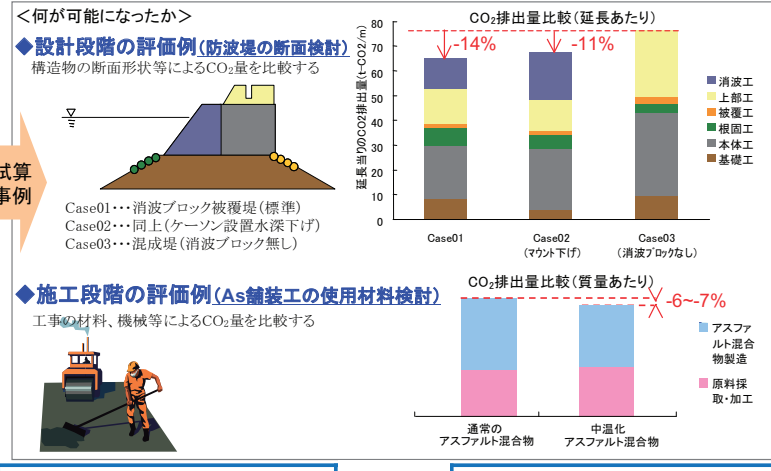 ＜何が可能になったか＞
◆設計段階の評価例(防波堤の断面検討)
構造物の断面形状等によるCO₂量を比較する
試算
事例
Case01･･･消波ブロック被覆堤(標準)
Case02･･･同上(ケーソン設置水深下げ)
Case03･･･混成堤(消波ブロック無し)
CO₂排出量比較(延長あたり)
延長当りのCO2排出量(t-CO2/m)
80
70
60
50
40
30
20
10
0
-14%
-11%
消波工
上部工
被覆工
根固工
本体工
基礎工
Case01
Case02
(マウント下げ)
Case03
(消波ﾌﾞﾛｯｸなし)
◆施工段階の評価例(As舗装工の使用材料検討)
工事の材料、機械等によるCO₂量を比較する
CO₂排出量比較(質量あたり)
-6~-7%
アスファ
ルト混合
物製造
原料採
取・加工
通常の
アスファルト混合物
中温化
アスファルト混合物